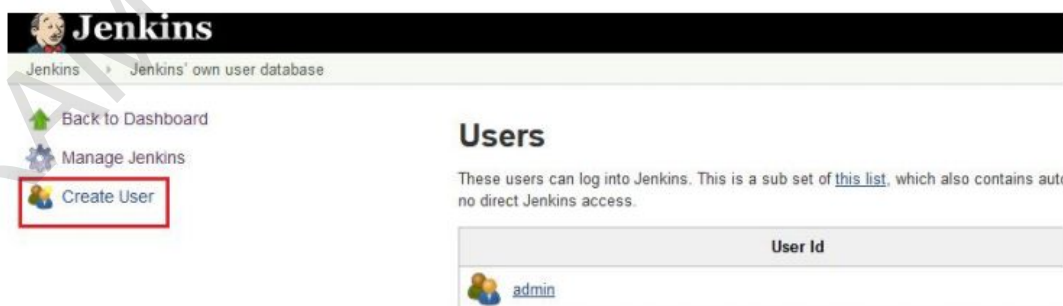 Jenkins
Jenkins Jenkins' own user database
Back to Dashboard
Manage Jenkins
Create User
Users
These users can log into Jenkins. This is a sub set of this list, which also contains
no direct Jenkins access.
User Id
admin